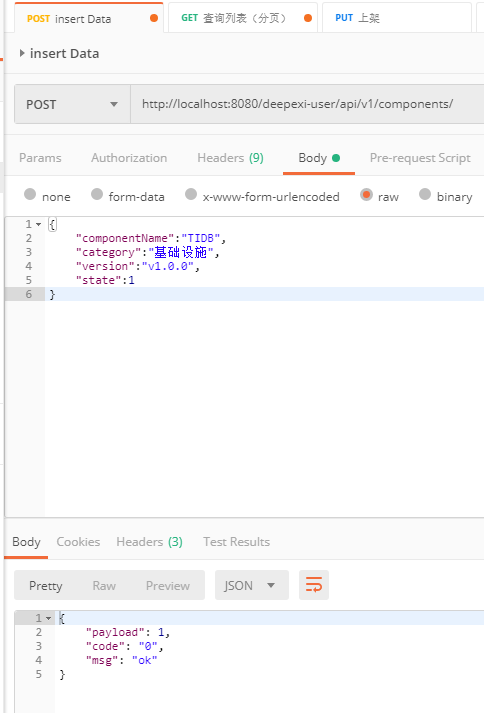 POST insert Data GET 查询列表（分页） PUT 上架
insert Data
POST http://localhost:8080/deepexi-user/api/v1/components/
Params Authorization Headers (9) Body Pre-request Script
none form-data x-www-form-urlencoded raw binary
1 {
2 "componentName":"TIDB",
3 "category":"基础设施",
4 "version":"v1.0.0",
5 "state":1
6 }
Body Cookies Headers (3) Test Results
Pretty Raw Preview JSON
1 {
2 "payload": 1,
3 "code": "0",
4 "msg": "ok"
5 }